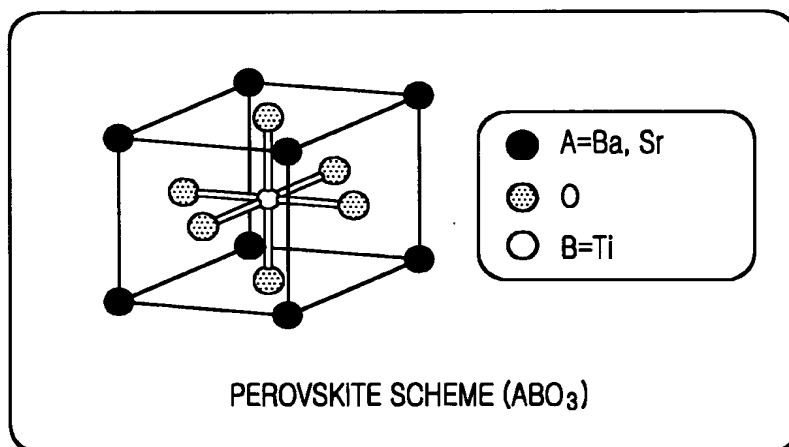 A=Ba, Sr
O
B=Ti
PEROVSKITE SCHEME (ABO₃)